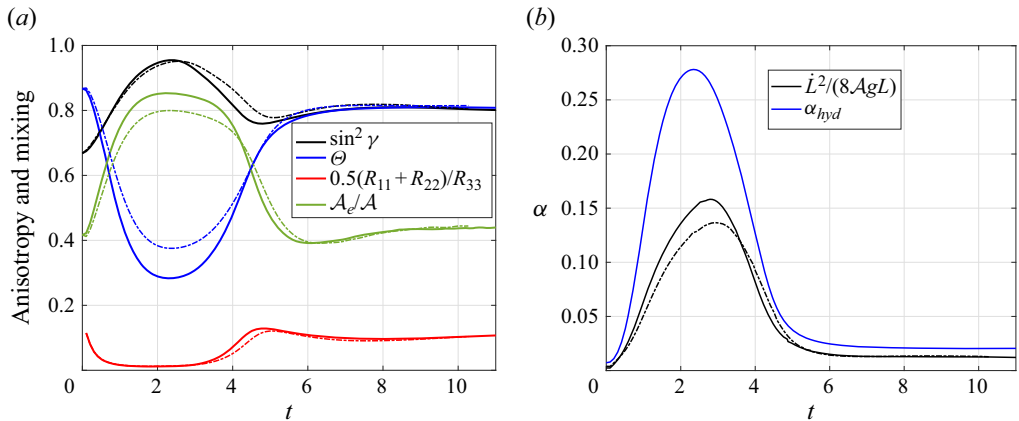 (a)
1.0
0.8
0.6
0.4
0.2
0
2
4
6
8
10
Anisotropy and mixing
t
sin² γ
Θ
0.5(R₁₁ + R₂₂)/R₃₃
𝒜ₑ/𝒜
(b)
0.30
0.25
0.20
0.15
0.10
0.05
0
2
4
6
8
10
α
t
L̇²/(8𝒜gL)
α_hyd